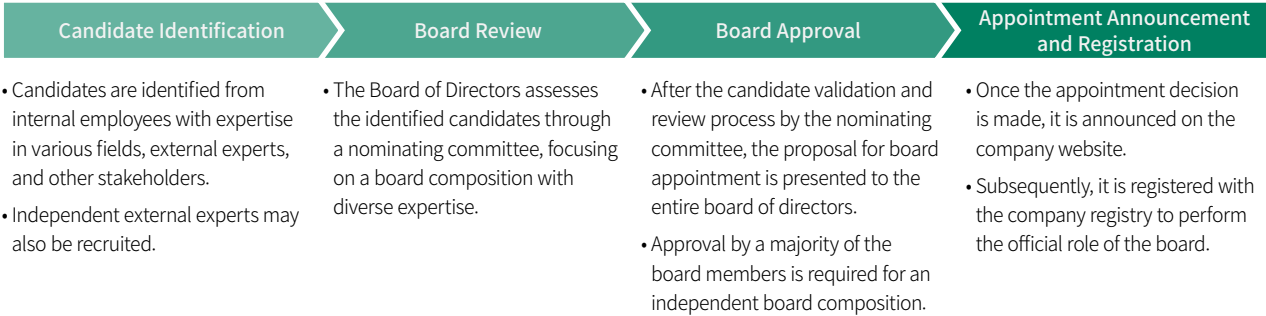 Candidate Identification
Board Review
Board Approval
Appointment Announcement
and Registration
• Candidates are identified from
internal employees with expertise
in various fields, external experts,
and other stakeholders.
• Independent external experts may
also be recruited.
• The Board of Directors assesses
the identified candidates through
a nominating committee, focusing
on a board composition with
diverse expertise.
• After the candidate validation and
review process by the nominating
committee, the proposal for board
appointment is presented to the
entire board of directors.
• Approval by a majority of the
board members is required for an
independent board composition.
• Once the appointment decision
is made, it is announced on the
company website.
• Subsequently, it is registered with
the company registry to perform
the official role of the board.